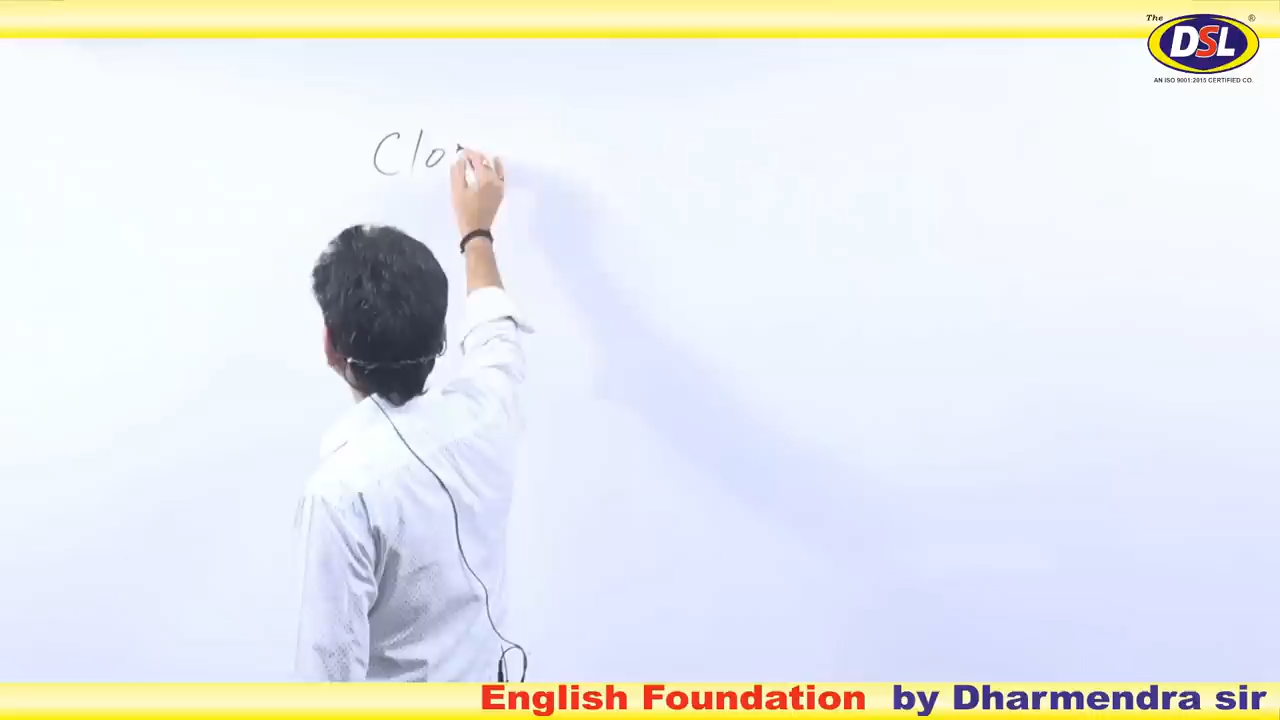 The ®
DSL
AN ISO 9001:2015 CERTIFIED CO.
Clo
English Foundation by Dharmendra sir